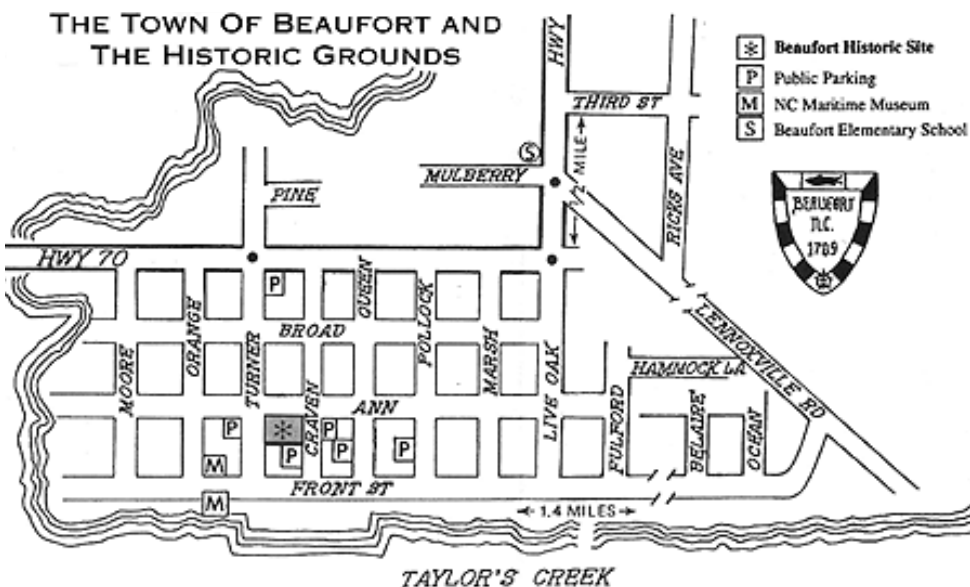 THE TOWN OF BEAUFORT AND
THE HISTORIC GROUNDS
HWY
* Beaufort Historic Site
P Public Parking
M NC Maritime Museum
S Beaufort Elementary School
THIRD ST
1/2 MILE
S
MULBERRY
RICKS AVE
PINE
BEAUFORT
N.C.
1709
HWY 70
P
QUEEN
ORANGE
POLLOCK
BROAD
LENNOXVILLE RD
TURNER
MARSH
MOORE
LIVE OAK
HAMMOCK LA
CRAVEN
ANN
FULFORD
BELAIRE
OCEAN
P
*
P
P
P
P
M
FRONT ST
M
1.4 MILES
TAYLOR'S CREEK